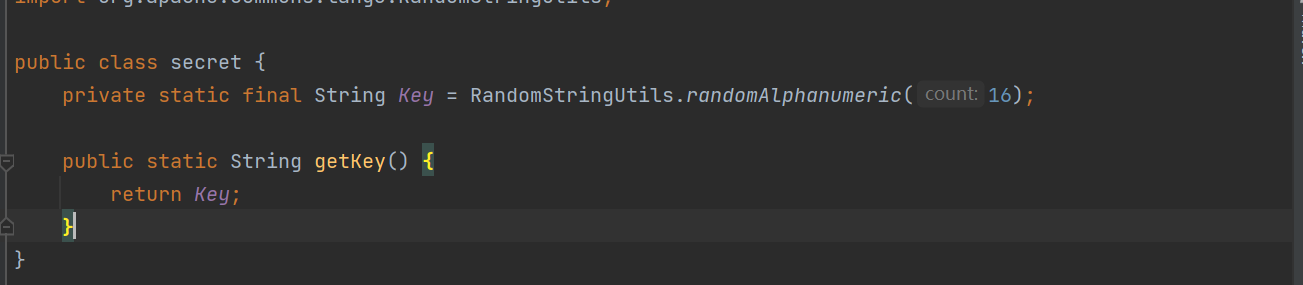 import org.apache.commons.lang3.RandomStringUtils;
public class secret {
private static final String Key = RandomStringUtils.randomAlphanumeric( count: 16);
public static String getKey() {
return Key;
}
}